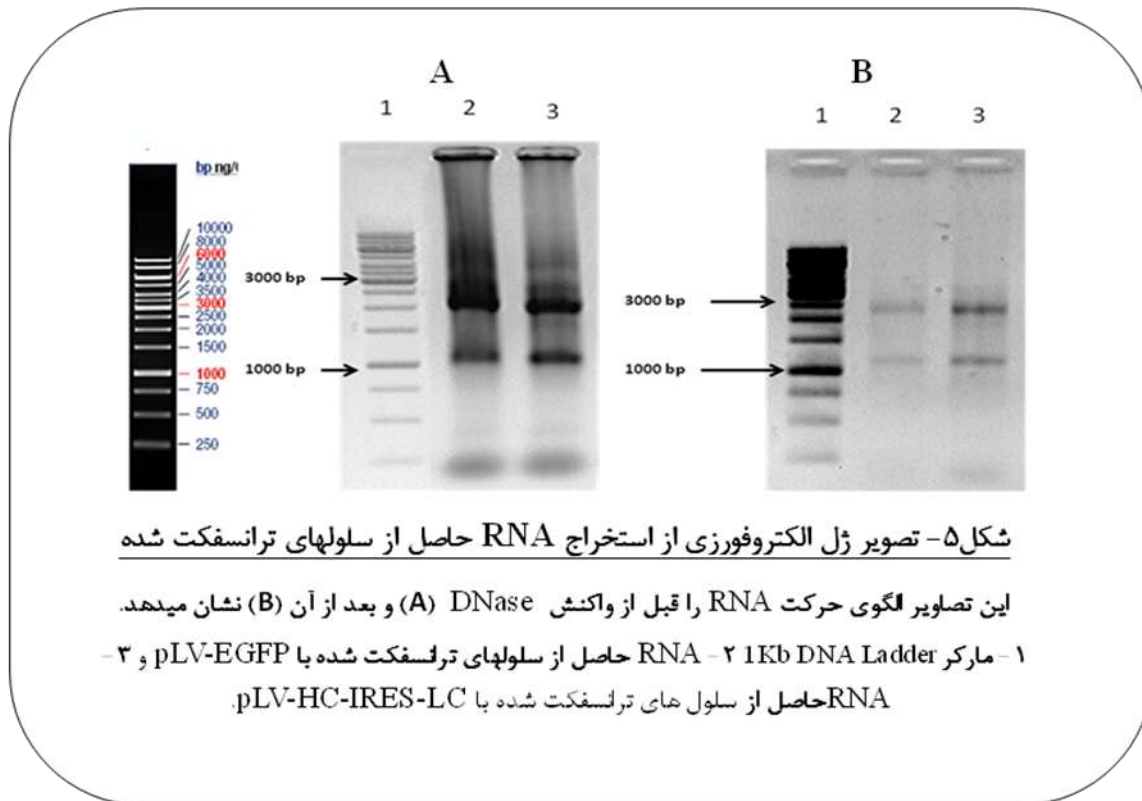 A
B
1 2 3
1 2 3
bp ng/
10000
8000
6000
5000
4000
3500
3000
2500
2000
1500
1000
750
500
250
3000 bp
1000 bp
3000 bp
1000 bp
شکل۵- تصویر ژل الکتروفورزی از استخراج RNA حاصل از سلولهای ترانسفکت شده
این تصاویر الگوی حرکت RNA را قبل از واکنش DNase (A) و بعد از آن (B) نشان میدهد.
۱ - مارکر 1Kb DNA Ladder ۲ - RNA حاصل از سلولهای ترانسفکت شده با pLV-EGFP و ۳ -
RNAحاصل از سلول های ترانسفکت شده با pLV-HC-IRES-LC.